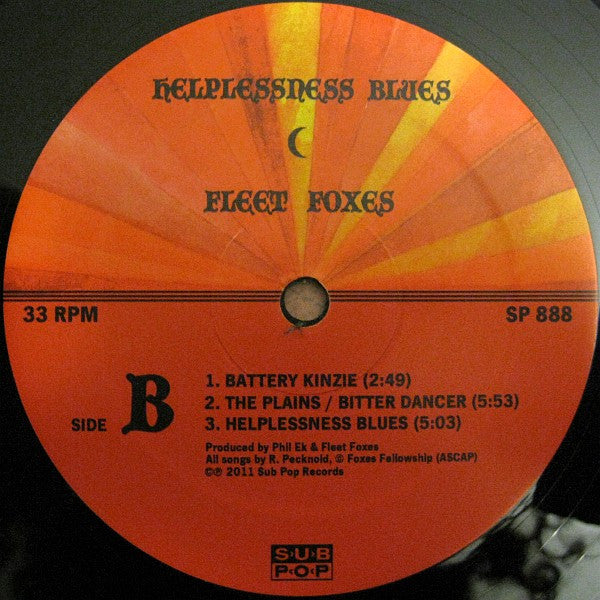 HELPLESSNESS BLUES
FLEET FOXES
33 RPM
SP 888
SIDE B
1. BATTERY KINZIE (2:49)
2. THE PLAINS / BITTER DANCER (5:53)
3. HELPLESSNESS BLUES (5:03)
Produced by Phil Ek & Fleet Foxes
All songs by R. Pecknold, © Foxes Fellowship (ASCAP)
©℗ 2011 Sub Pop Records
S•U•B
P•O•P